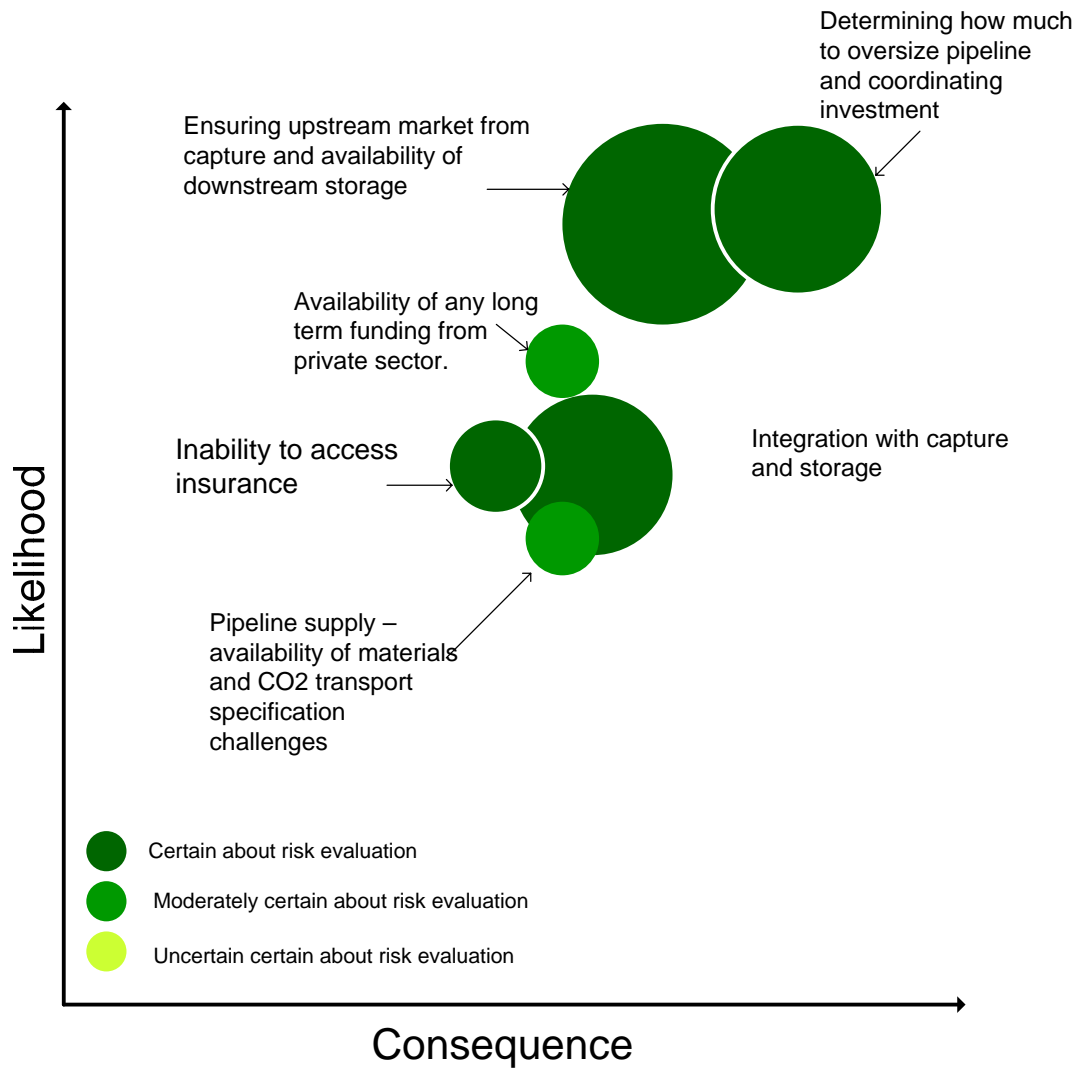 Determining how much
to oversize pipeline
and coordinating
investment
Ensuring upstream market from
capture and availability of
downstream storage
Availability of any long
term funding from
private sector.
Inability to access
insurance
Integration with capture
and storage
Pipeline supply –
availability of materials
and CO2 transport
specification
challenges
Likelihood
Certain about risk evaluation
Moderately certain about risk evaluation
Uncertain certain about risk evaluation
Consequence